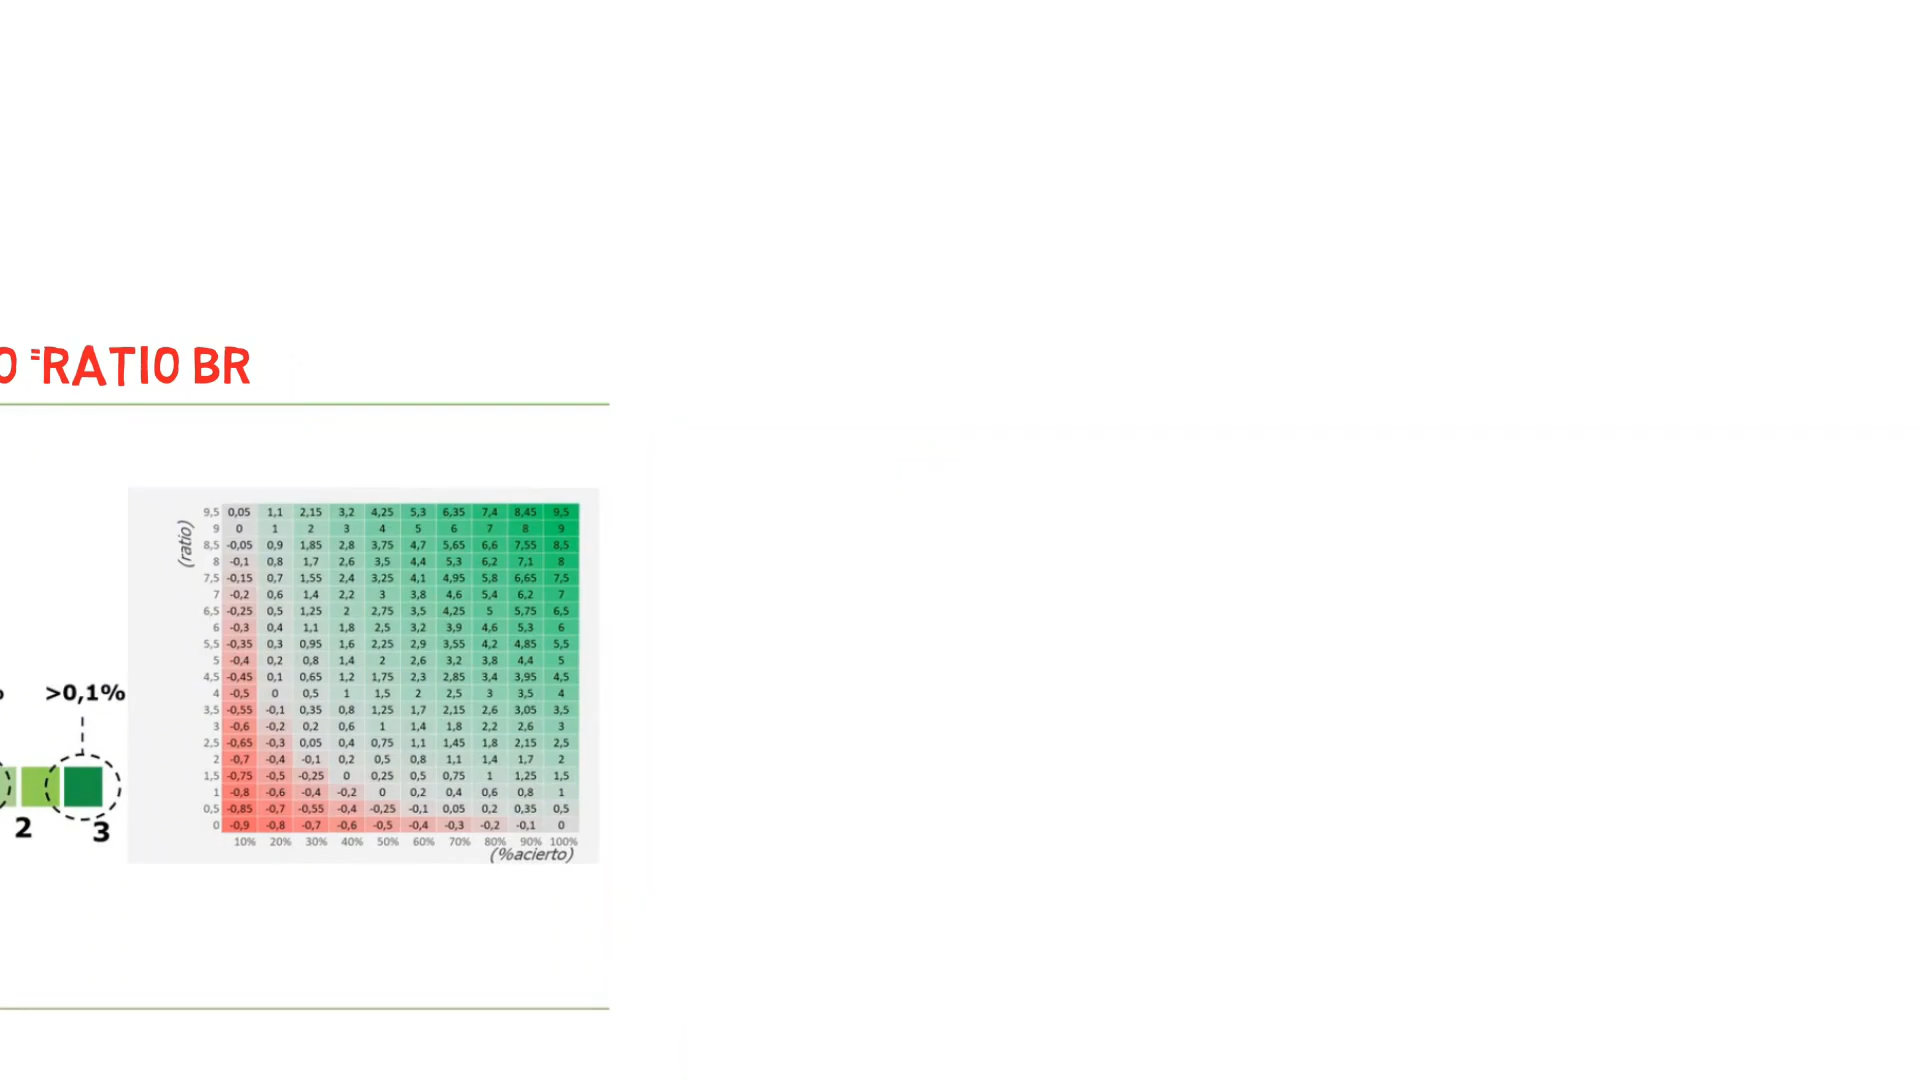 O =RATIO BR
(ratio)
9,5 0,05 1,1 2,15 3,2 4,25 5,3 6,35 7,4 8,45 9,5
9 0 1 2 3 4 5 6 7 8 9
8,5 -0,05 0,9 1,85 2,8 3,75 4,7 5,65 6,6 7,55 8,5
8 -0,1 0,8 1,7 2,6 3,5 4,4 5,3 6,2 7,1 8
7,5 -0,15 0,7 1,55 2,4 3,25 4,1 4,95 5,8 6,65 7,5
7 -0,2 0,6 1,4 2,2 3 3,8 4,6 5,4 6,2 7
6,5 -0,25 0,5 1,25 2 2,75 3,5 4,25 5 5,75 6,5
6 -0,3 0,4 1,1 1,8 2,5 3,2 3,9 4,6 5,3 6
5,5 -0,35 0,3 0,95 1,6 2,25 2,9 3,55 4,2 4,85 5,5
5 -0,4 0,2 0,8 1,4 2 2,6 3,2 3,8 4,4 5
4,5 -0,45 0,1 0,65 1,2 1,75 2,3 2,85 3,4 3,95 4,5
4 -0,5 0 0,5 1 1,5 2 2,5 3 3,5 4
3,5 -0,55 -0,1 0,35 0,8 1,25 1,7 2,15 2,6 3,05 3,5
3 -0,6 -0,2 0,2 0,6 1 1,4 1,8 2,2 2,6 3
2,5 -0,65 -0,3 0,05 0,4 0,75 1,1 1,45 1,8 2,15 2,5
2 -0,7 -0,4 -0,1 0,2 0,5 0,8 1,1 1,4 1,7 2
1,5 -0,75 -0,5 -0,25 0 0,25 0,5 0,75 1 1,25 1,5
1 -0,8 -0,6 -0,4 -0,2 0 0,2 0,4 0,6 0,8 1
0,5 -0,85 -0,7 -0,55 -0,4 -0,25 -0,1 0,05 0,2 0,35 0,5
0 -0,9 -0,8 -0,7 -0,6 -0,5 -0,4 -0,3 -0,2 -0,1 0
10% 20% 30% 40% 50% 60% 70% 80% 90% 100%
(%acierto)
>0,1%
2 3